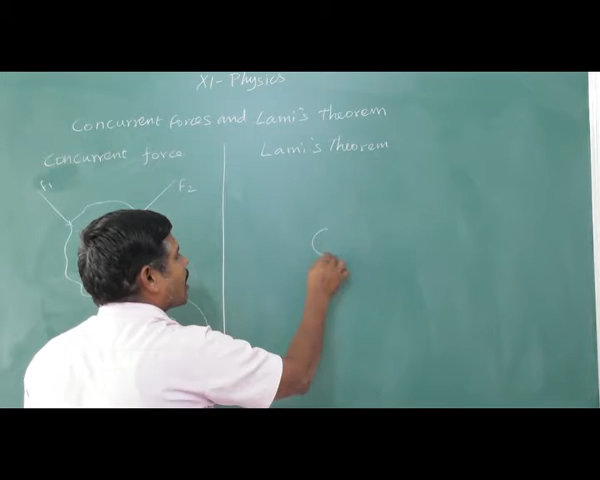 XI- Physics
Concurrent forces and Lami's Theorem
Concurrent force
Lami's Theorem
F1
F2